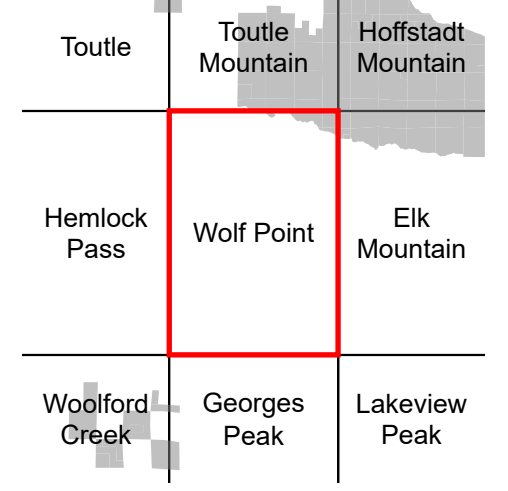 Toutle
Toutle
Mountain
Hoffstadt
Mountain
Hemlock
Pass
Wolf Point
Elk
Mountain
Woolford
Creek
Georges
Peak
Lakeview
Peak